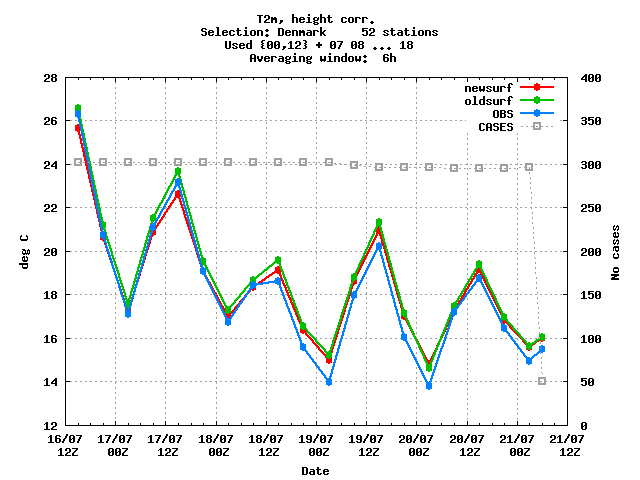 T2m, height corr.
Selection: Denmark     52 stations
Used {00,12} + 07 08 ... 18
Averaging window:  6h
28 400
newsurf
oldsurf
OBS
CASES
26 350
24 300
22 250
deg C
No cases
20 200
18 150
16 100
14 50
12 0
16/07 17/07 17/07 18/07 18/07 19/07 19/07 20/07 20/07 21/07 21/07
12Z 00Z 12Z 00Z 12Z 00Z 12Z 00Z 12Z 00Z 12Z
Date